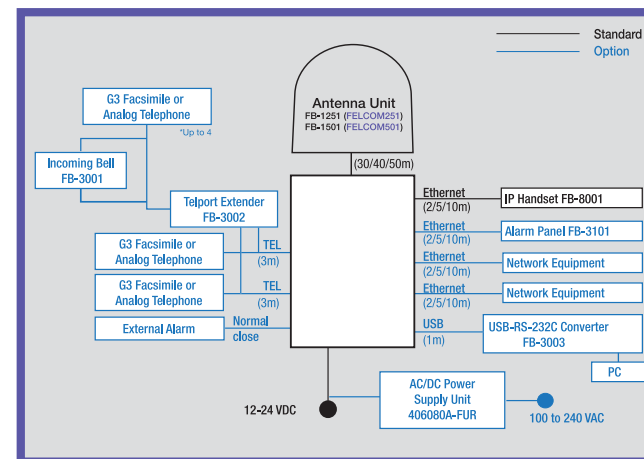 Standard
Option
G3 Facsimile or
Analog Telephone
*Up to 4
Incoming Bell
FB-3001
Telport Extender
FB-3002
G3 Facsimile or
Analog Telephone
TEL
(3m)
G3 Facsimile or
Analog Telephone
TEL
(3m)
External Alarm
Normal
close
Antenna Unit
FB-1251 (FELCOM251)
FB-1501 (FELCOM501)
(30/40/50m)
Ethernet
(2/5/10m)
IP Handset FB-8001
Ethernet
(2/5/10m)
Alarm Panel FB-3101
Ethernet
(2/5/10m)
Network Equipment
Ethernet
(2/5/10m)
Network Equipment
USB
(1m)
USB-RS-232C Converter
FB-3003
PC
12-24 VDC
AC/DC Power
Supply Unit
406080A-FUR
100 to 240 VAC